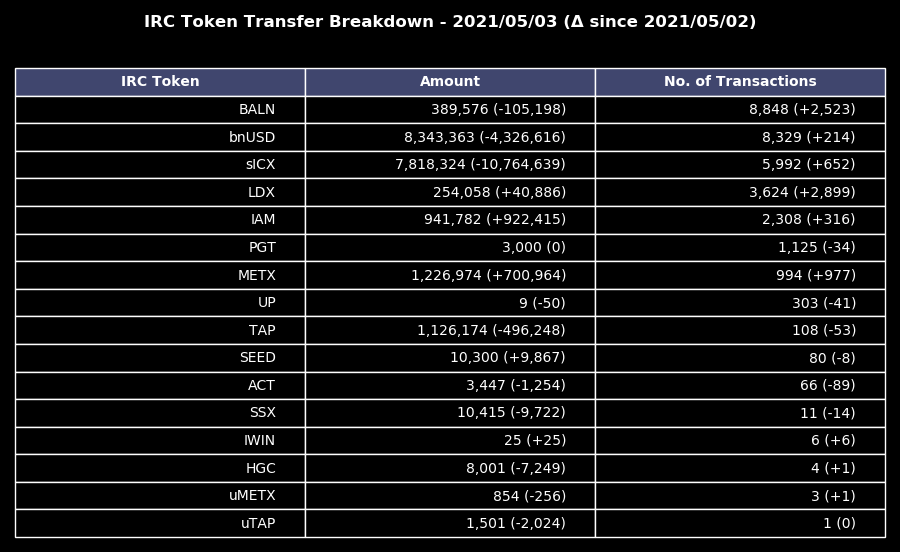 IRC Token Transfer Breakdown - 2021/05/03 (Δ since 2021/05/02)
IRC Token Amount No. of Transactions
BALN 389,576 (-105,198) 8,848 (+2,523)
bnUSD 8,343,363 (-4,326,616) 8,329 (+214)
sICX 7,818,324 (-10,764,639) 5,992 (+652)
LDX 254,058 (+40,886) 3,624 (+2,899)
IAM 941,782 (+922,415) 2,308 (+316)
PGT 3,000 (0) 1,125 (-34)
METX 1,226,974 (+700,964) 994 (+977)
UP 9 (-50) 303 (-41)
TAP 1,126,174 (-496,248) 108 (-53)
SEED 10,300 (+9,867) 80 (-8)
ACT 3,447 (-1,254) 66 (-89)
SSX 10,415 (-9,722) 11 (-14)
IWIN 25 (+25) 6 (+6)
HGC 8,001 (-7,249) 4 (+1)
uMETX 854 (-256) 3 (+1)
uTAP 1,501 (-2,024) 1 (0)